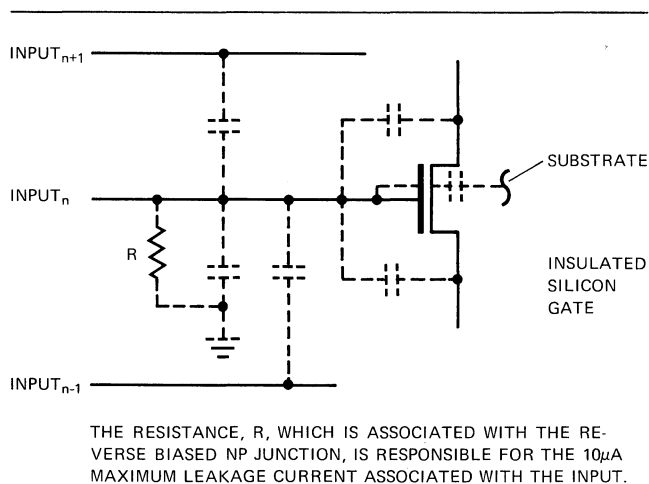 INPUTn+1
SUBSTRATE
INPUTn
R
INSULATED
SILICON
GATE
INPUTn-1
THE RESISTANCE, R, WHICH IS ASSOCIATED WITH THE RE-
VERSE BIASED NP JUNCTION, IS RESPONSIBLE FOR THE 10μA
MAXIMUM LEAKAGE CURRENT ASSOCIATED WITH THE INPUT.